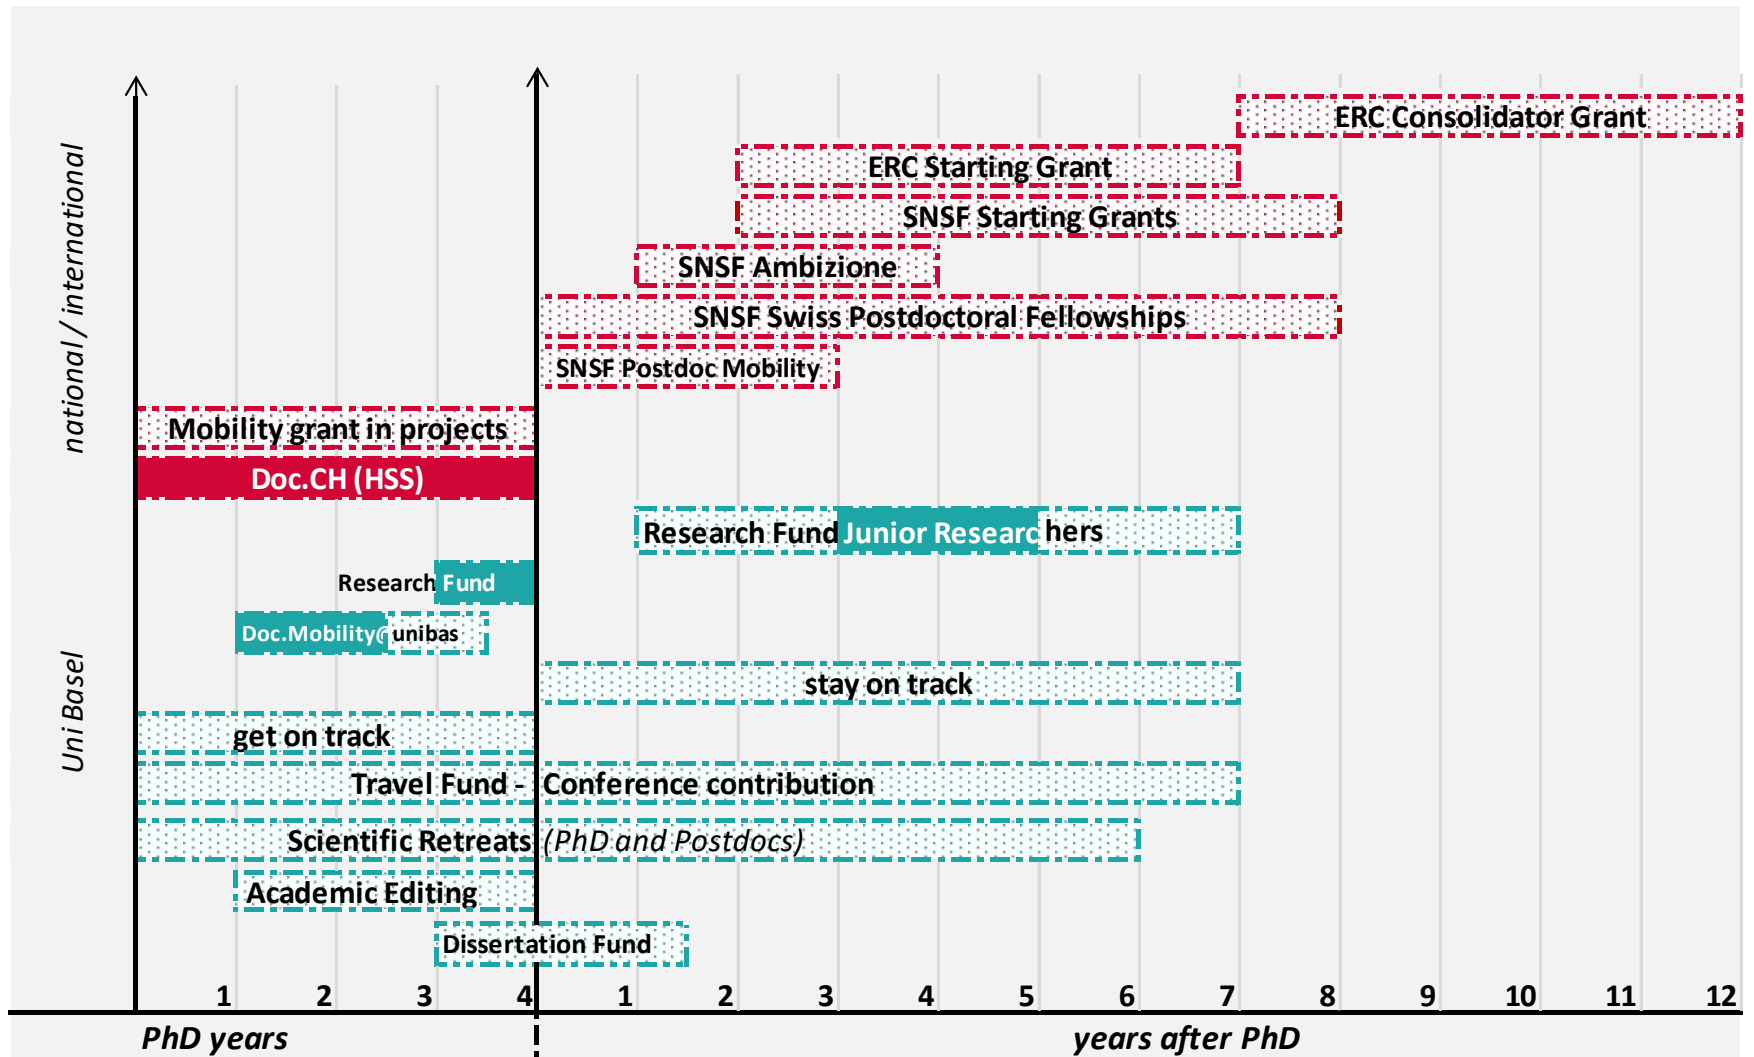 national / international
ERC Consolidator Grant
ERC Starting Grant
SNSF Starting Grants
SNSF Ambizione
SNSF Swiss Postdoctoral Fellowships
SNSF Postdoc Mobility
Mobility grant in projects
Doc.CH (HSS)
Research Fund Junior Researchers
Research Fund
Doc.Mobility@unibas
Uni Basel
stay on track
get on track
Travel Fund - Conference contribution
Scientific Retreats (PhD and Postdocs)
Academic Editing
Dissertation Fund
1 2 3 4 1 2 3 4 5 6 7 8 9 10 11 12
PhD years years after PhD